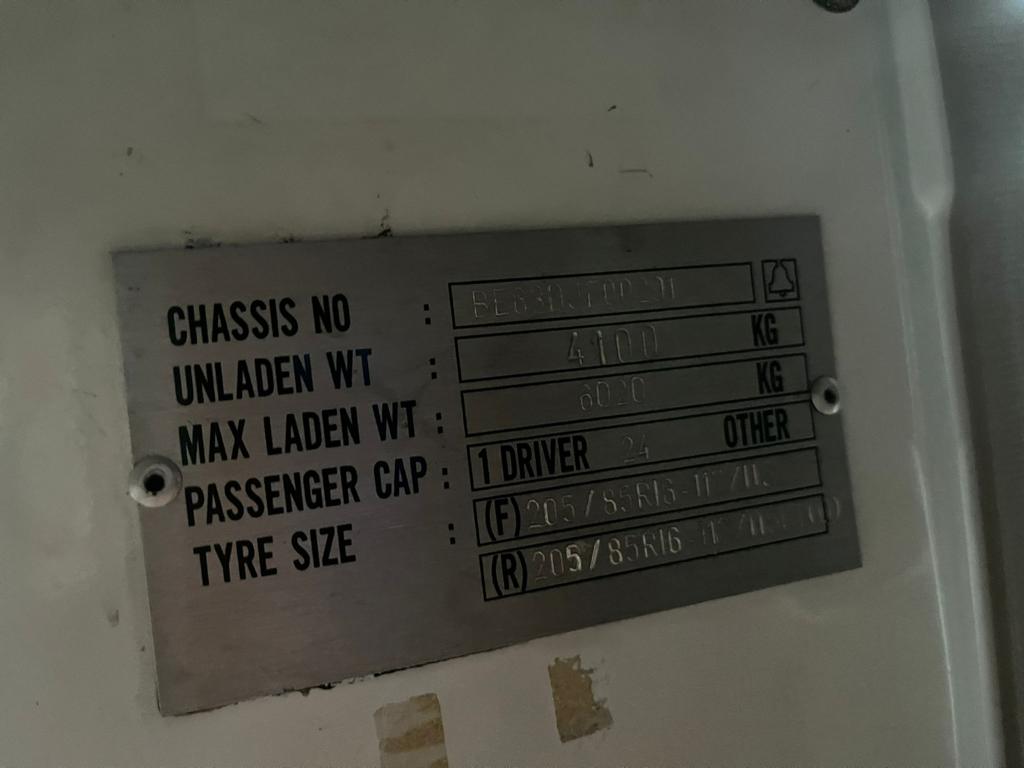 CHASSIS NO :
UNLADEN WT : 4100 KG
MAX LADEN WT : 6020 KG
PASSENGER CAP : 1 DRIVER 24 OTHER
TYRE SIZE : (F) 205/85R16
(R) 205/85R16